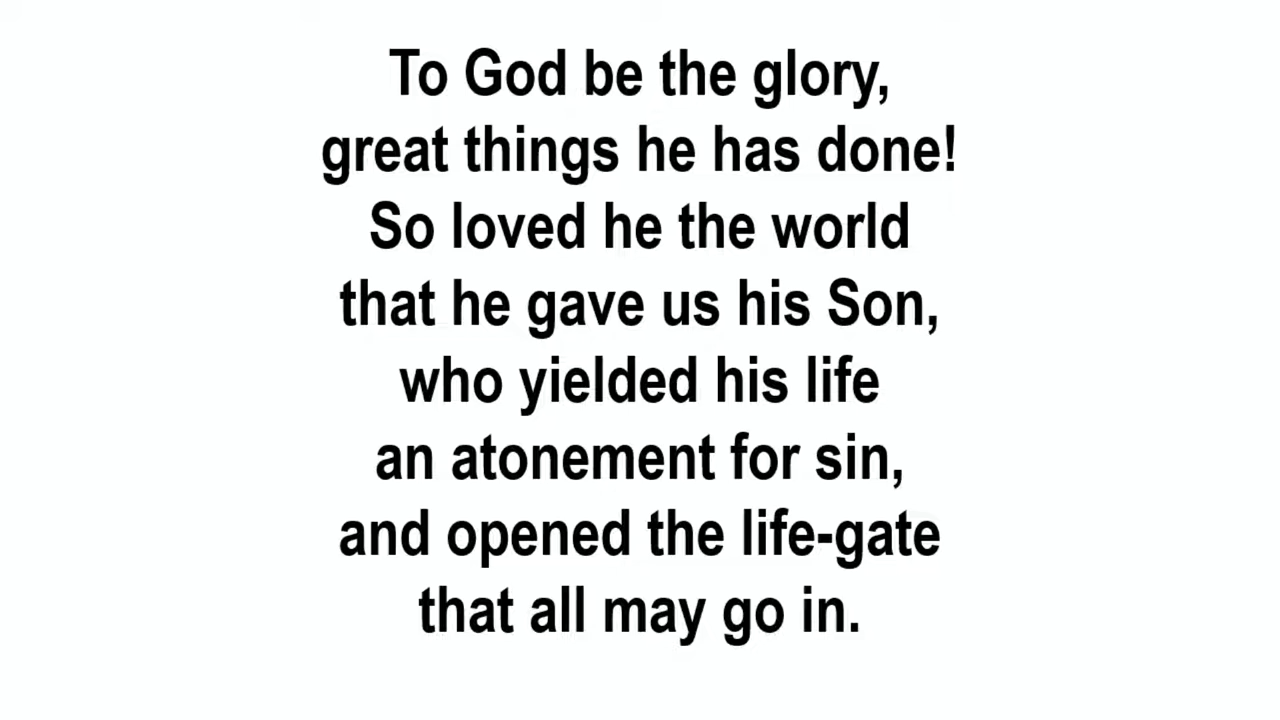 To God be the glory,
great things he has done!
So loved he the world
that he gave us his Son,
who yielded his life
an atonement for sin,
and opened the life-gate
that all may go in.